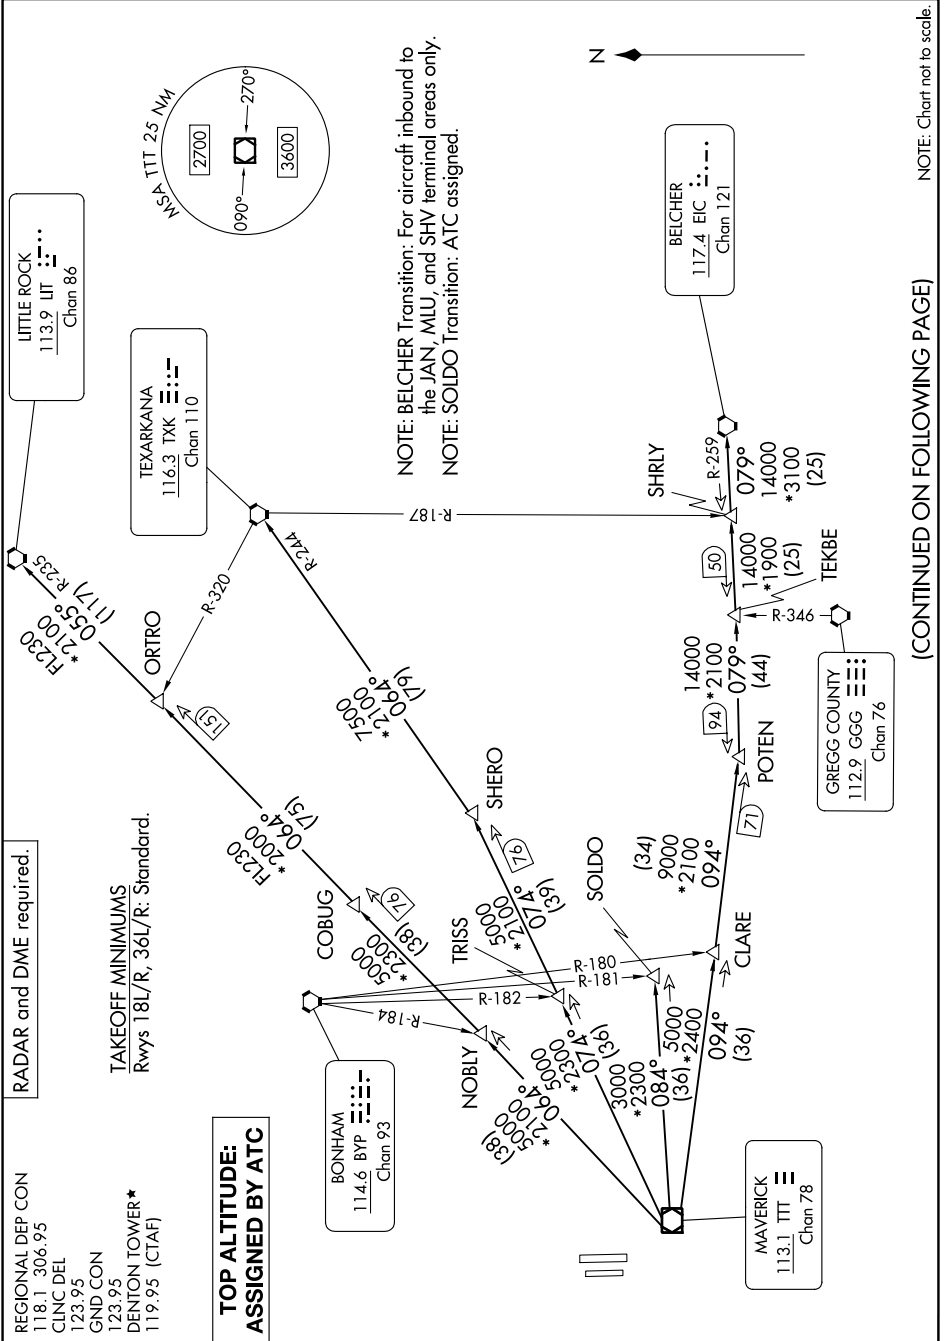 REGIONAL DEP CON
118.1 306.95
CLNC DEL
123.95
GND CON
123.95
DENTON TOWER★
119.95 (CTAF)
TOP ALTITUDE:
ASSIGNED BY ATC
RADAR and DME required.
TAKEOFF MINIMUMS
Rwys 18L/R, 36L/R: Standard.
LITTLE ROCK
113.9 LIT
Chan 86
MSA TTT 25 NM
2700
090°
270°
3600
TEXARKANA
116.3 TXK
Chan 110
NOTE: BELCHER Transition: For aircraft inbound to
the JAN, MLU, and SHV terminal areas only.
NOTE: SOLDO Transition: ATC assigned.
N
BONHAM
114.6 BYP
Chan 93
BELCHER
117.4 EIC
Chan 121
GREGG COUNTY
112.9 GGG
Chan 76
MAVERICK
113.1 TTT
Chan 78
R-235
FL230
*2100
055°
(117)
ORTRO
R-320
151
FL230
*2000
064°
(75)
COBUG
76
5000
*2300
(38)
NOBLY
5000
*2100
064°
(38)
R-244
7500
*2100
064°
(79)
SHERO
76
5000
*2100
074°
(39)
TRISS
5000
*2300
074°
(36)
R-184
R-182
R-181
R-180
SOLDO
3000
*2300
084°
(36)
CLARE
5000
*2400
094°
(36)
(34)
9000
*2100
094°
71
POTEN
94
14000
*2100
079°
(44)
R-346
TEKBE
50
14000
*1900
(25)
SHRLY
R-187
R-259
079°
14000
*3100
(25)
(CONTINUED ON FOLLOWING PAGE)
NOTE: Chart not to scale.